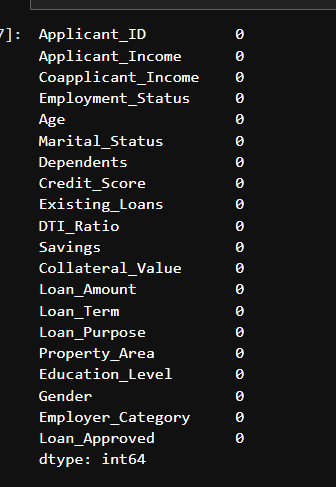 7]: Applicant_ID 0
Applicant_Income 0
Coapplicant_Income 0
Employment_Status 0
Age 0
Marital_Status 0
Dependents 0
Credit_Score 0
Existing_Loans 0
DTI_Ratio 0
Savings 0
Collateral_Value 0
Loan_Amount 0
Loan_Term 0
Loan_Purpose 0
Property_Area 0
Education_Level 0
Gender 0
Employer_Category 0
Loan_Approved 0
dtype: int64